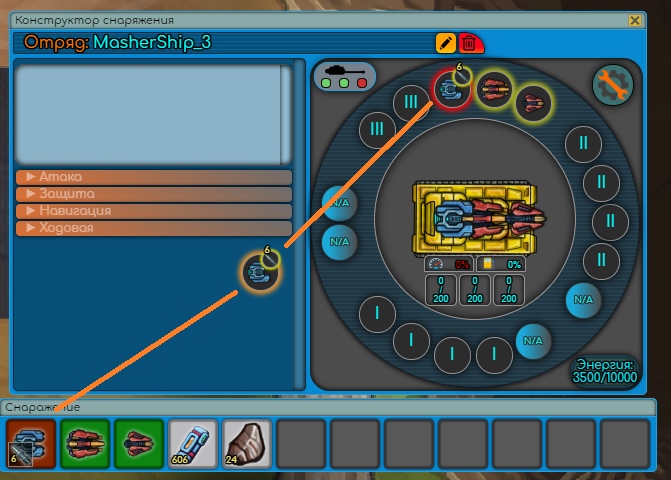 Конструктор снаряжения
Отряд: MasherShip_3
6
III
III
II
II
II
II
N/A
N/A
N/A
N/A
I
I
I
I
▶ Атака
▶ Защита
▶ Навигация
▶ Ходовая
6
0%
0%
0 / 200
0 / 200
0 / 200
Энергия:
3500/10000
Снаражение
6
606
24